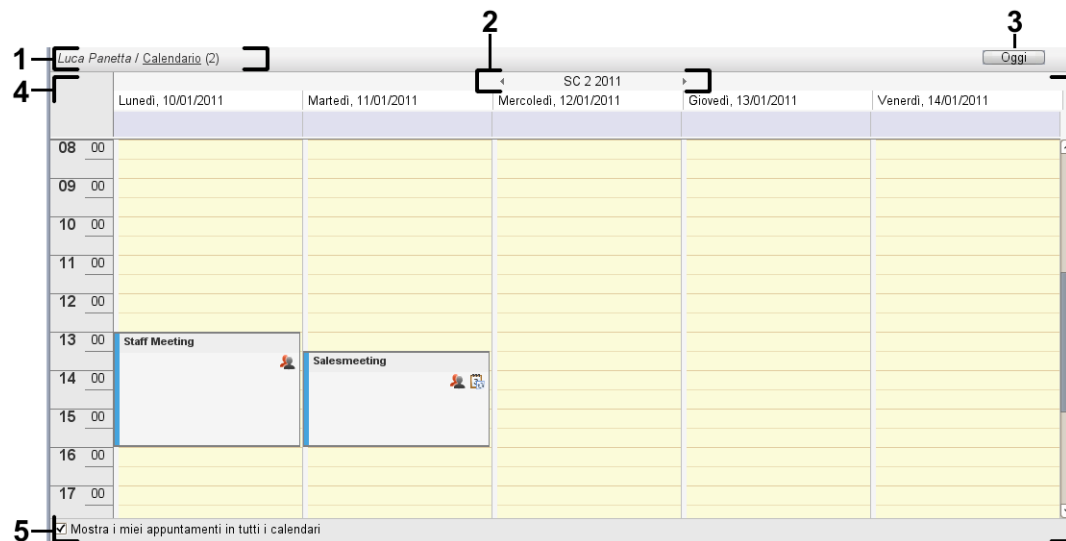 2
3
1
Luca Panetta / Calendario (2)
Oggi
4
SC 2 2011
Lunedì, 10/01/2011
Martedì, 11/01/2011
Mercoledì, 12/01/2011
Giovedì, 13/01/2011
Venerdì, 14/01/2011
08 00
09 00
10 00
11 00
12 00
13 00
Staff Meeting
Salesmeeting
14 00
15 00
16 00
17 00
5
Mostra i miei appuntamenti in tutti i calendari